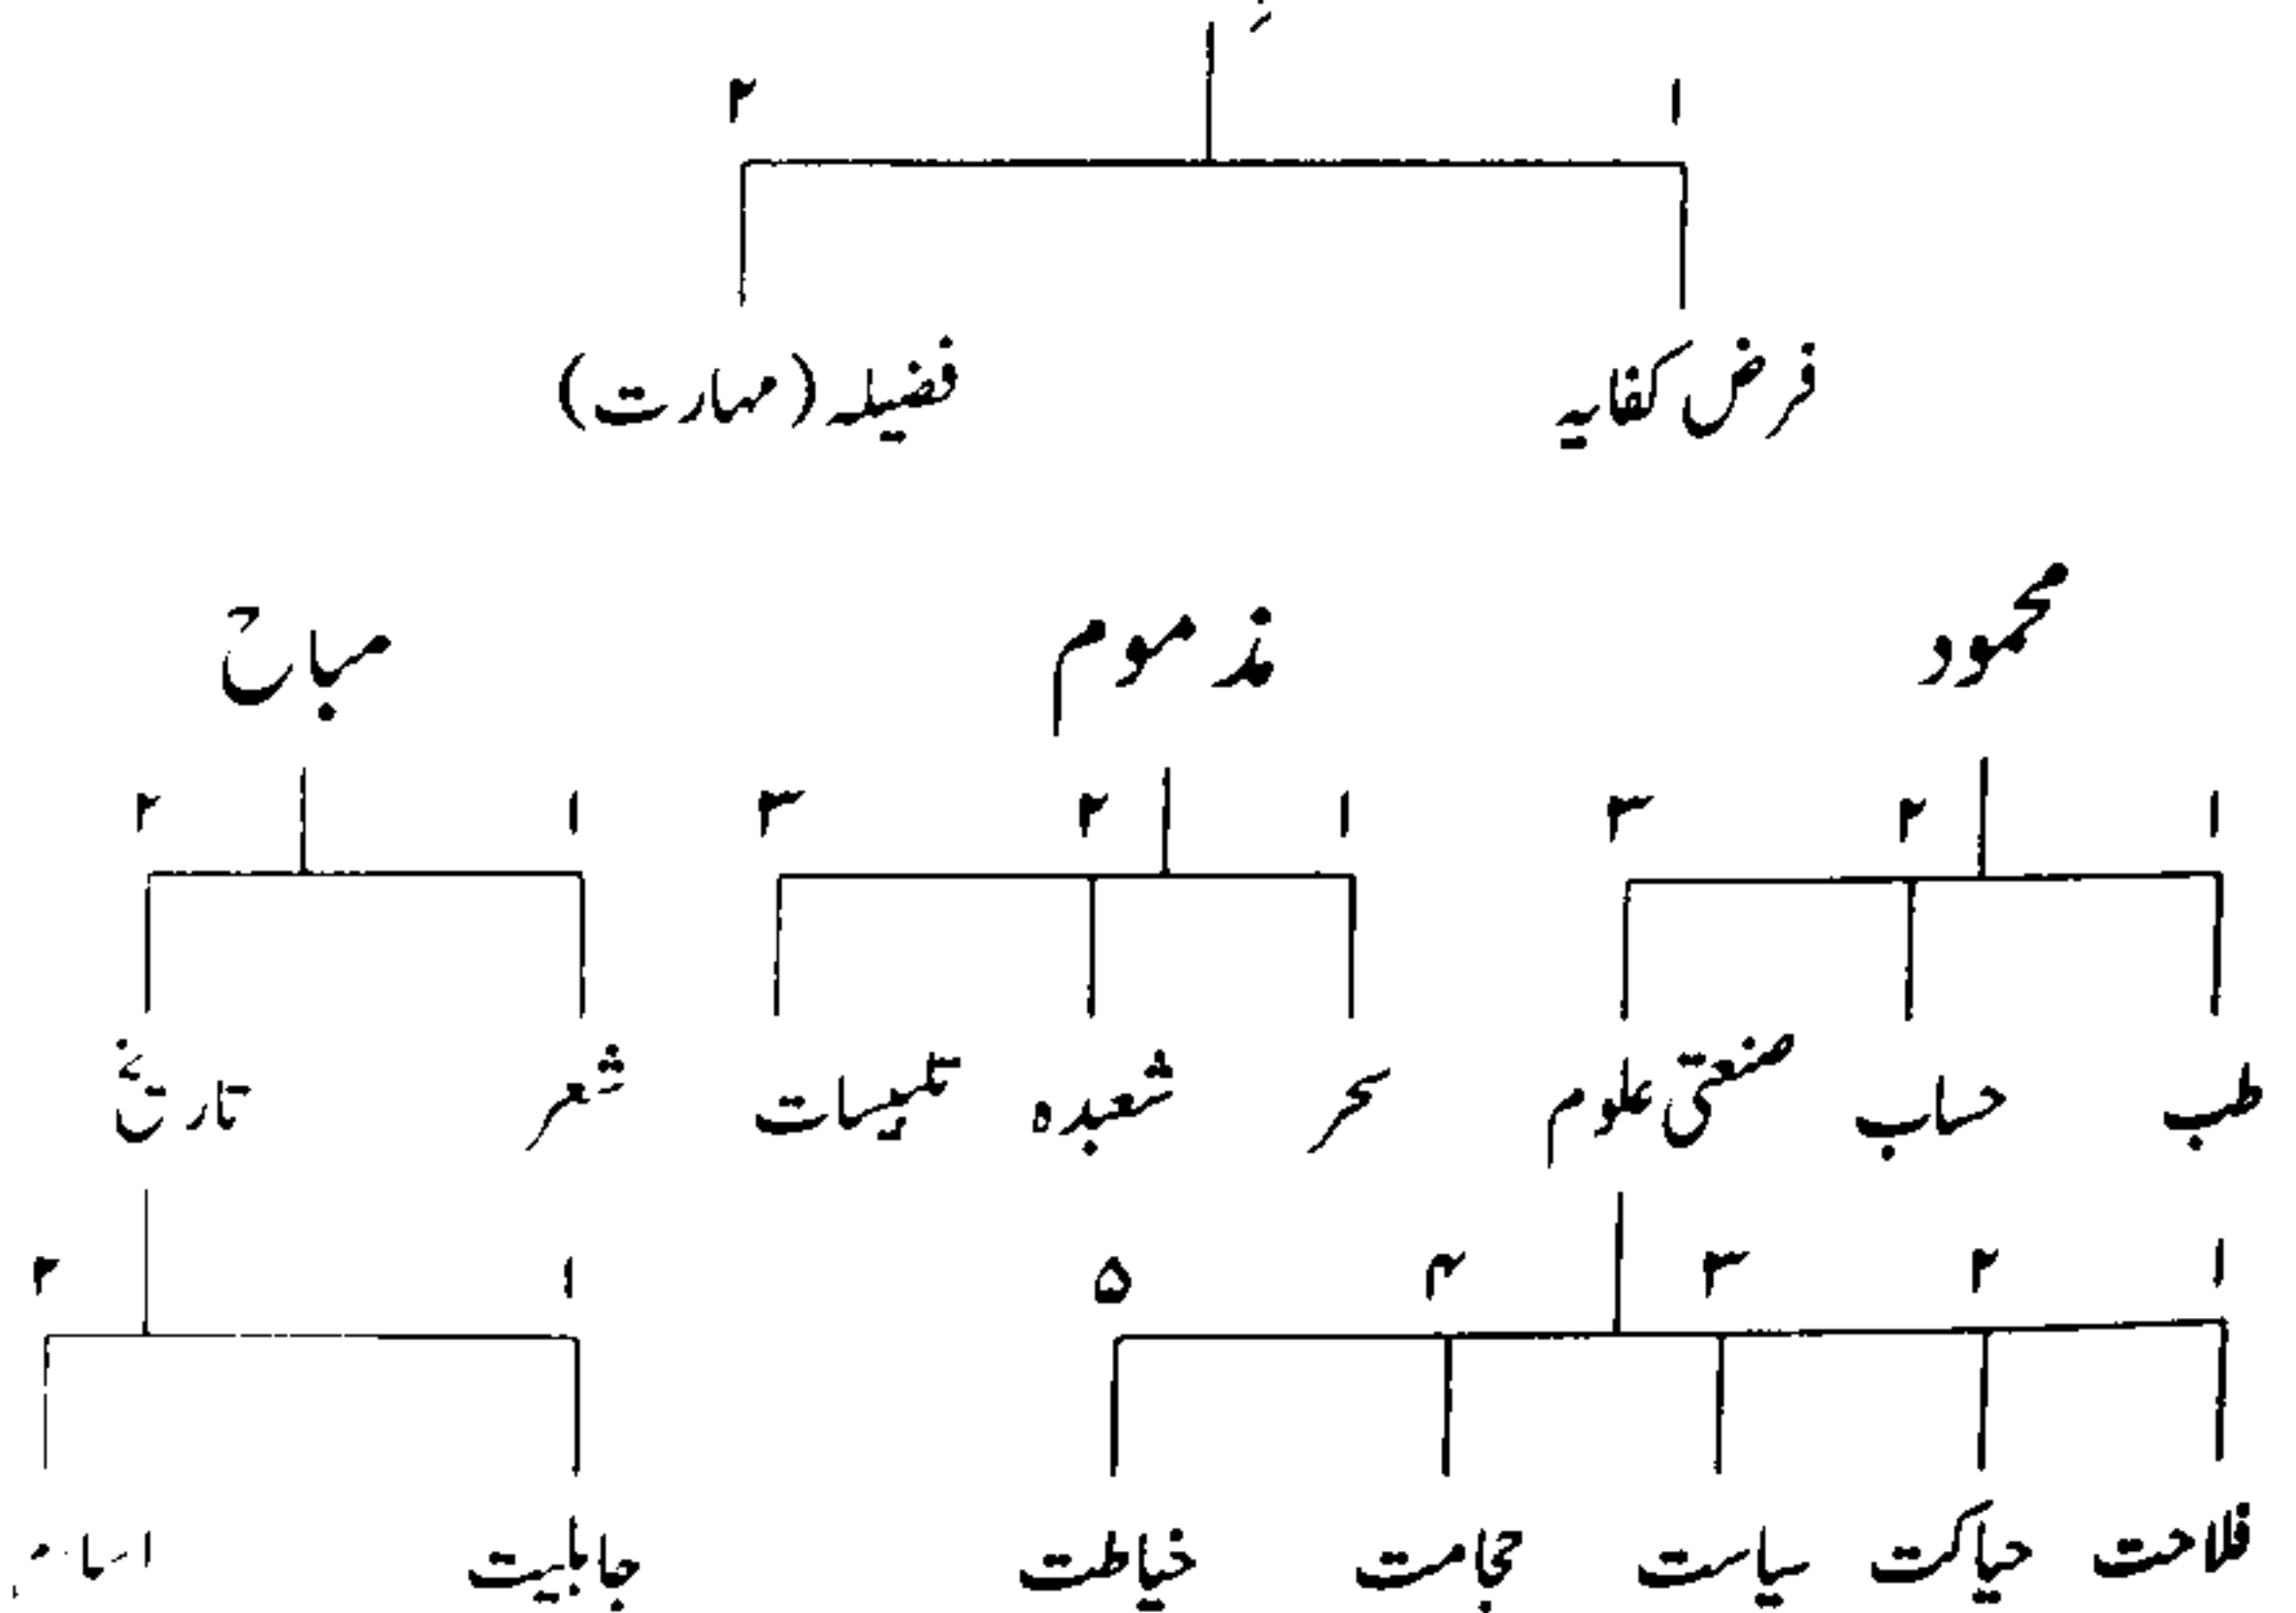 ۱ ۲
فرض کفایہ فضیلہ (مہارت)
محمود مذموم مباح
۱ ۲ ۳ ۱ ۲ ۳ ۱ ۲
طب حساب صنعتی علوم سحر شعبدہ تلبیسات شعر تاریخ
۱ ۲ ۳ ۴ ۵ ۱ ۲
فلاحت حیاکت سیاست حجامت خیاطت جاہلیت